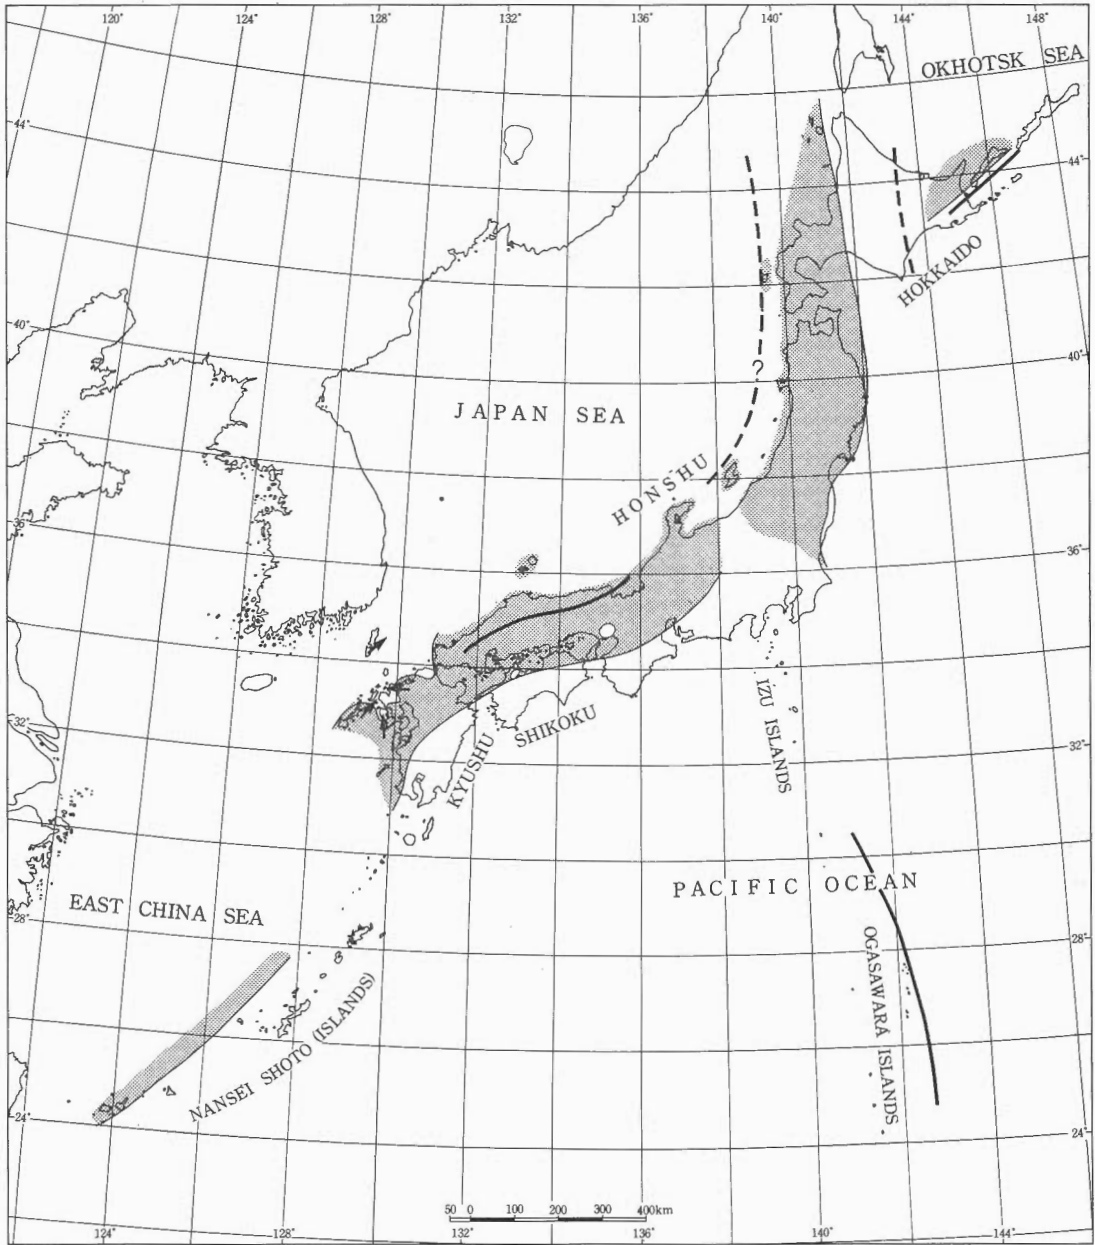 120° 124° 128° 132° 136° 140° 144° 148°
OKHOTSK SEA
44° 44°
HOKKAIDO
40° 40°
?
JAPAN SEA
HONSHU
36° 36°
SHIKOKU
KYUSHU
IZU ISLANDS
32° 32°
PACIFIC OCEAN
EAST CHINA SEA
28° 28°
OGASAWARA ISLANDS
NANSEI SHOTO (ISLANDS)
24° 24°
50 0 100 200 300 400km
124° 128° 132° 136° 140° 144°